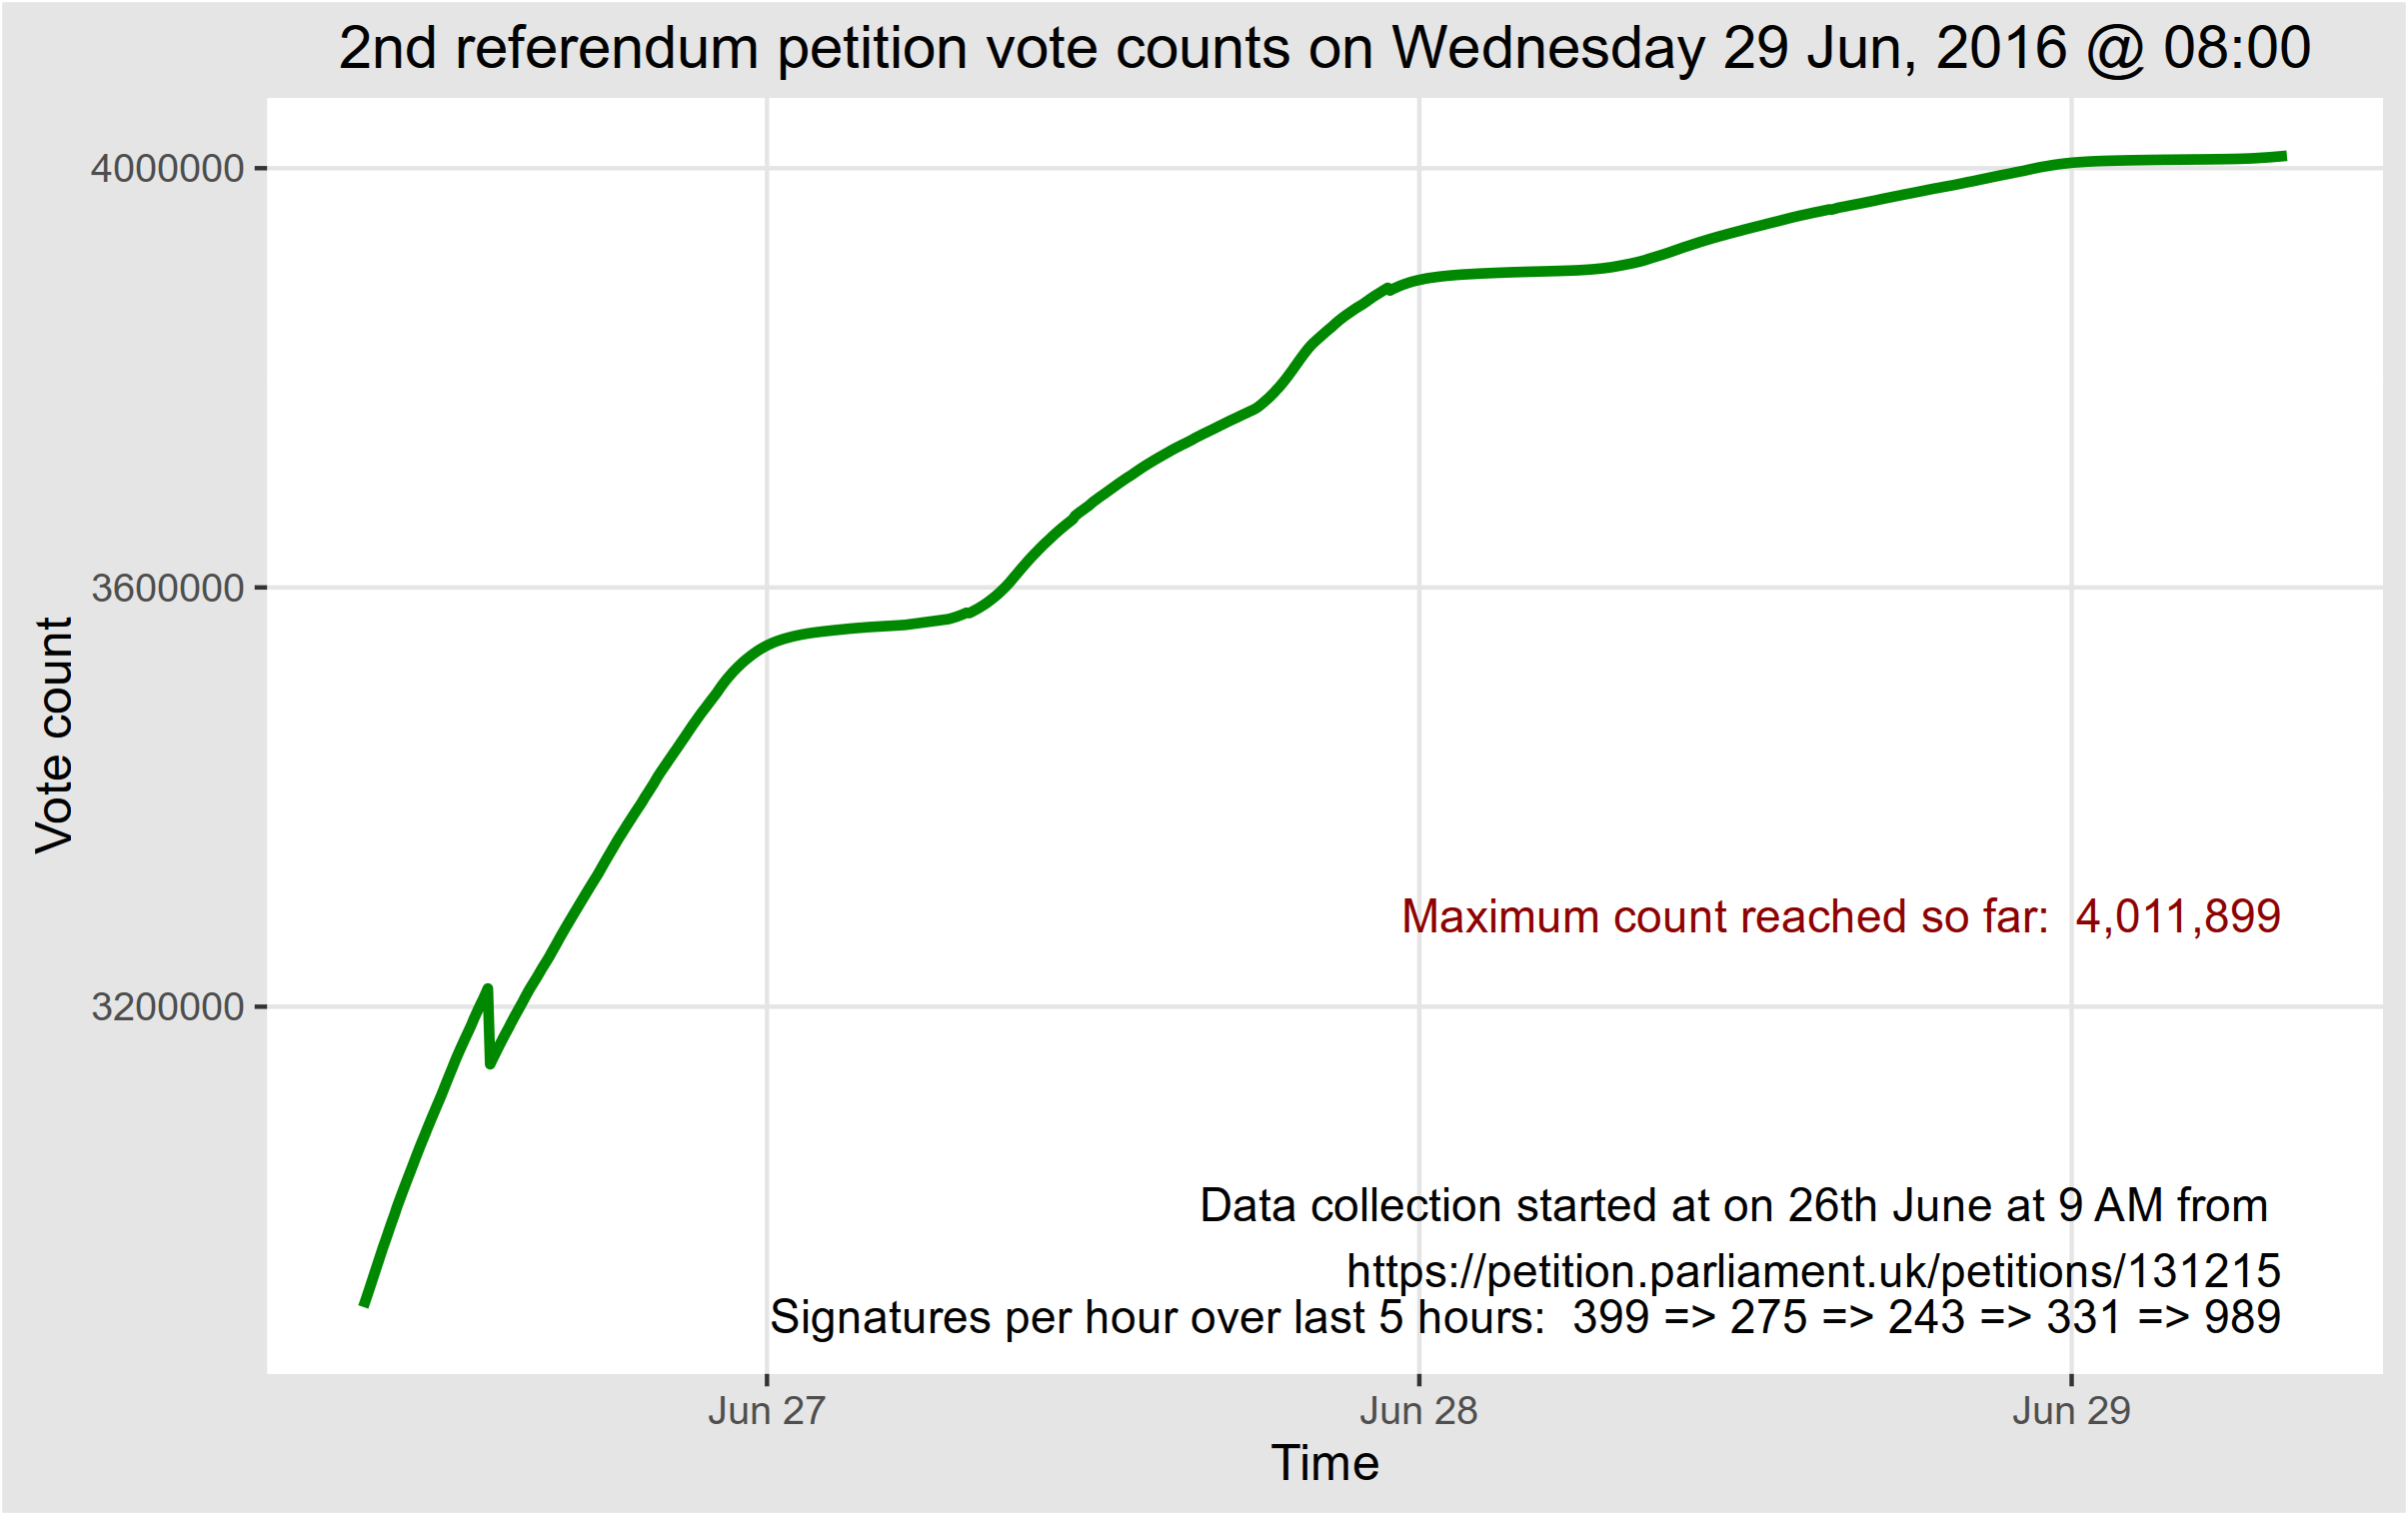 2nd referendum petition vote counts on Wednesday 29 Jun, 2016 @ 08:00
4000000
3600000
3200000
Vote count
Maximum count reached so far:  4,011,899
Data collection started at on 26th June at 9 AM from
https://petition.parliament.uk/petitions/131215
Signatures per hour over last 5 hours:  399 => 275 => 243 => 331 => 989
Jun 27
Jun 28
Jun 29
Time